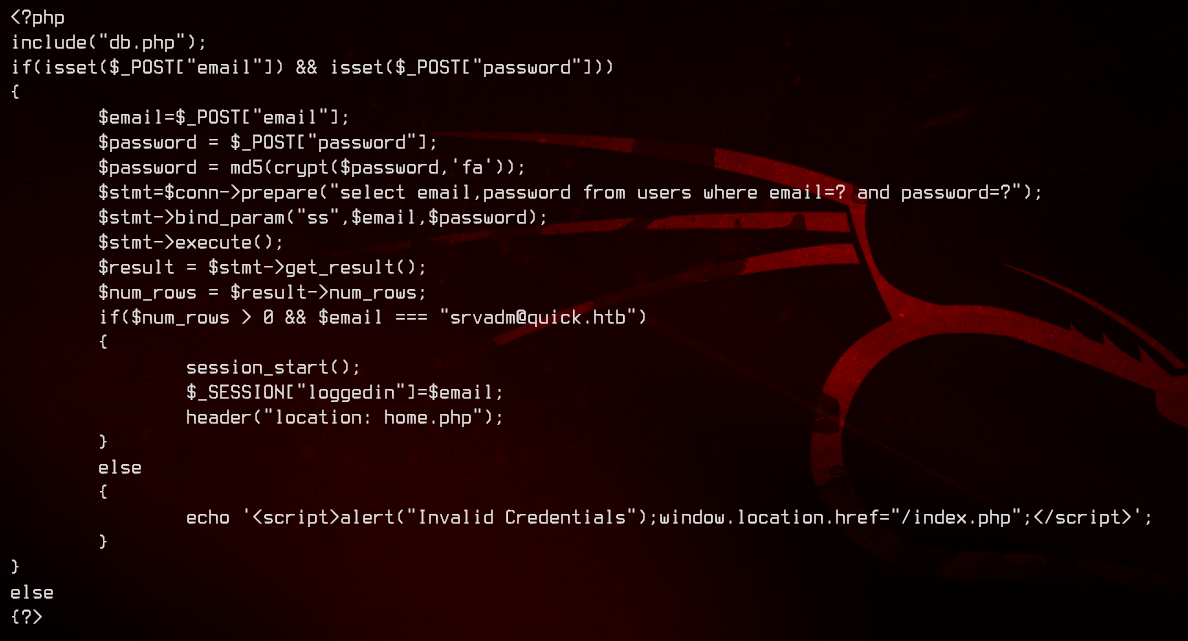 <?php
include("db.php");
if(isset($_POST["email"]) && isset($_POST["password"]))
{
        $email=$_POST["email"];
        $password = $_POST["password"];
        $password = md5(crypt($password,'fa'));
        $stmt=$conn->prepare("select email,password from users where email=? and password=?");
        $stmt->bind_param("ss",$email,$password);
        $stmt->execute();
        $result = $stmt->get_result();
        $num_rows = $result->num_rows;
        if($num_rows > 0 && $email === "srvadm@quick.htb")
        {
                session_start();
                $_SESSION["loggedin"]=$email;
                header("location: home.php");
        }
        else
        {
                echo '<script>alert("Invalid Credentials");window.location.href="/index.php";</script>';
        }
}
else
{?>